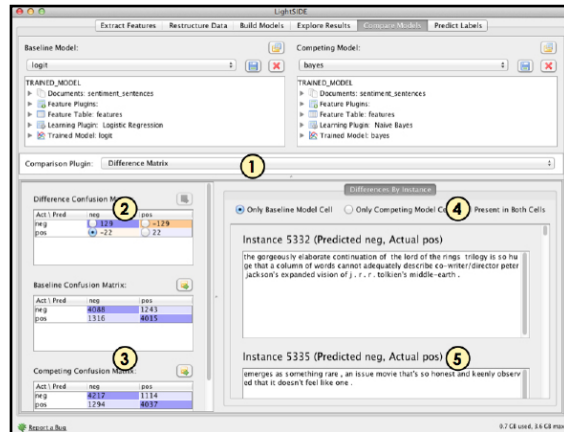 LightSIDE
Extract Features Restructure Data Build Models Explore Results Compare Models Predict Labels
Baseline Model: Competing Model:
logit bayes
TRAINED_MODEL TRAINED_MODEL
Documents: sentiment_sentences Documents: sentiment_sentences
Feature Plugins: Feature Plugins:
Feature Table: features Feature Table: features
Learning Plugin: Logistic Regression Learning Plugin: Naive Bayes
Trained Model: logit Trained Model: bayes
Comparison Plugin: Difference Matrix
1
Differences By Instance
Difference Confusion
2
Only Baseline Model Cell Only Competing Model
4
Present in Both Cells
Act \ Pred neg pos
neg 129 -129
pos -22 22
Instance 5332 (Predicted neg, Actual pos)
the gorgeously elaborate continuation of the lord of the rings trilogy is so hu
ge that a column of words cannot adequately describe co-writer/director peter
jackson's expanded vision of j . r . r . tolkien's middle-earth .
Baseline Confusion Matrix:
Act \ Pred neg pos
neg 4088 1243
pos 1316 4015
3
Competing Confusion Matrix:
Act \ Pred neg pos
neg 4217 1114
pos 1294 4037
Instance 5335 (Predicted neg, Actual pos)
5
emerges as something rare , an issue movie that's so honest and keenly observ
ed that it doesn't feel like one .
Report a Bug
0.7 GB used, 3.6 GB max